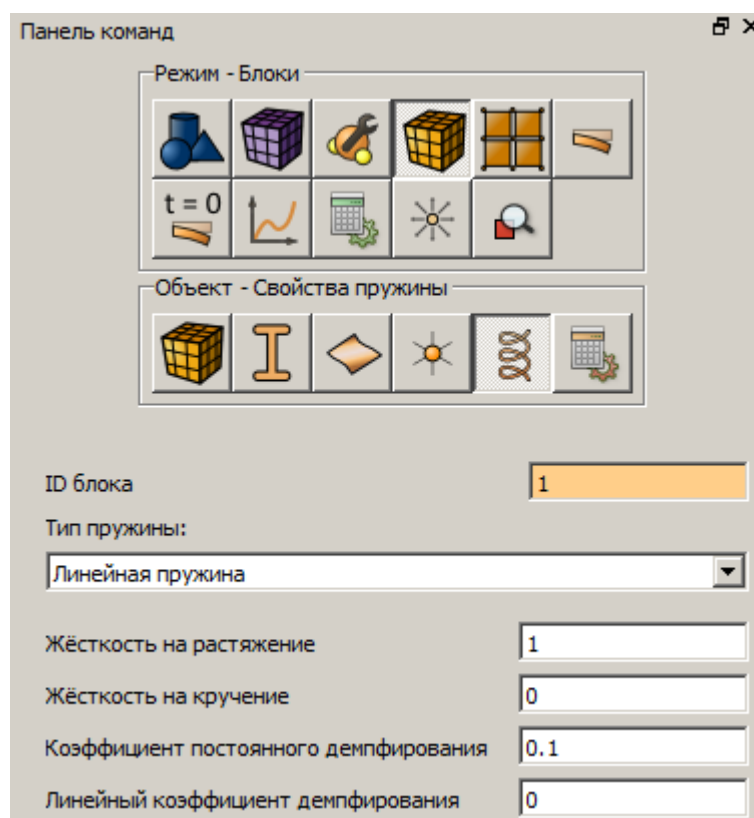 Панель команд
Режим - Блоки
t = 0
Объект - Свойства пружины
ID блока 1
Тип пружины:
Линейная пружина
Жёсткость на растяжение 1
Жёсткость на кручение 0
Коэффициент постоянного демпфирования 0.1
Линейный коэффициент демпфирования 0